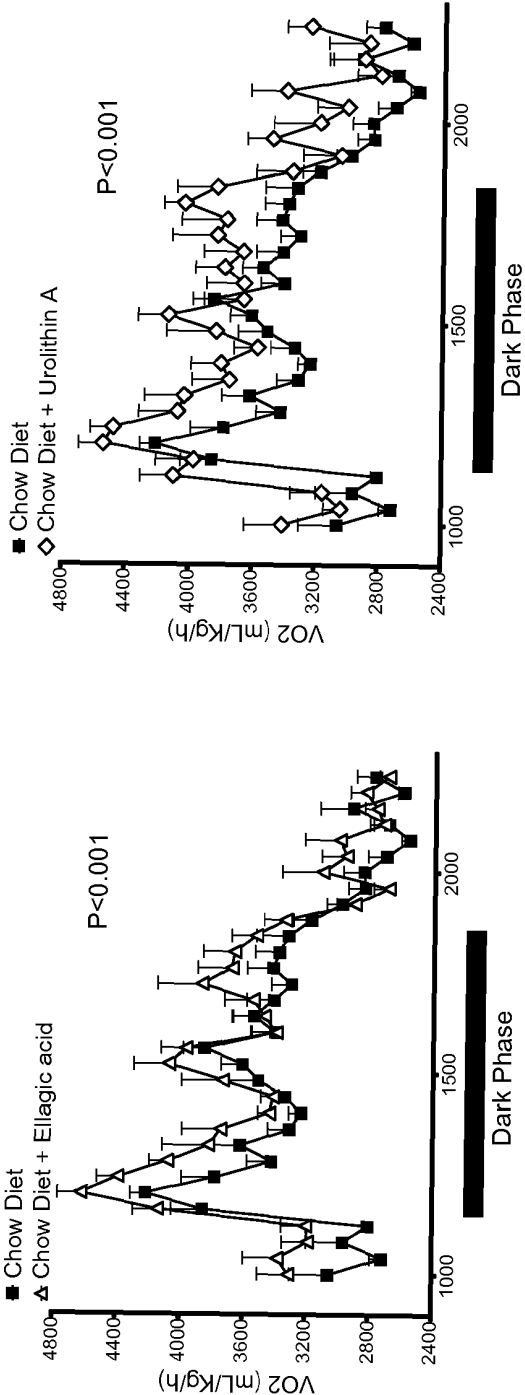 Chow Diet
Chow Diet + Ellagic acid
P<0.001
VO2 (mL/Kg/h)
4800
4400
4000
3600
3200
2800
2400
1000
1500
2000
Dark Phase
Chow Diet
Chow Diet + Urolithin A
P<0.001
VO2 (mL/Kg/h)
4800
4400
4000
3600
3200
2800
2400
1000
1500
2000
Dark Phase